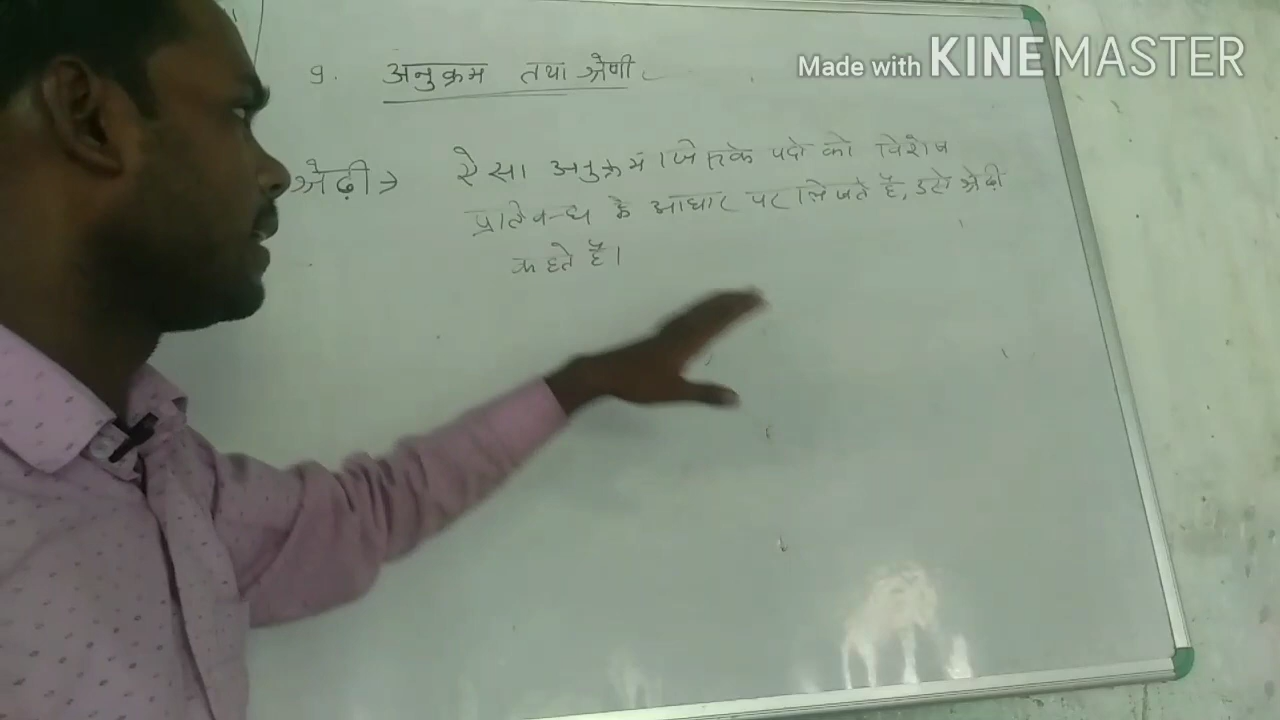 Made with KINEMASTER
9. अनुक्रम तथा श्रेणी
श्रेढ़ी → ऐसा अनुक्रम जिसके पदो को विशेष
प्रतिबन्ध के आधार पर लिखते है, उसे श्रेढी
कहते है।